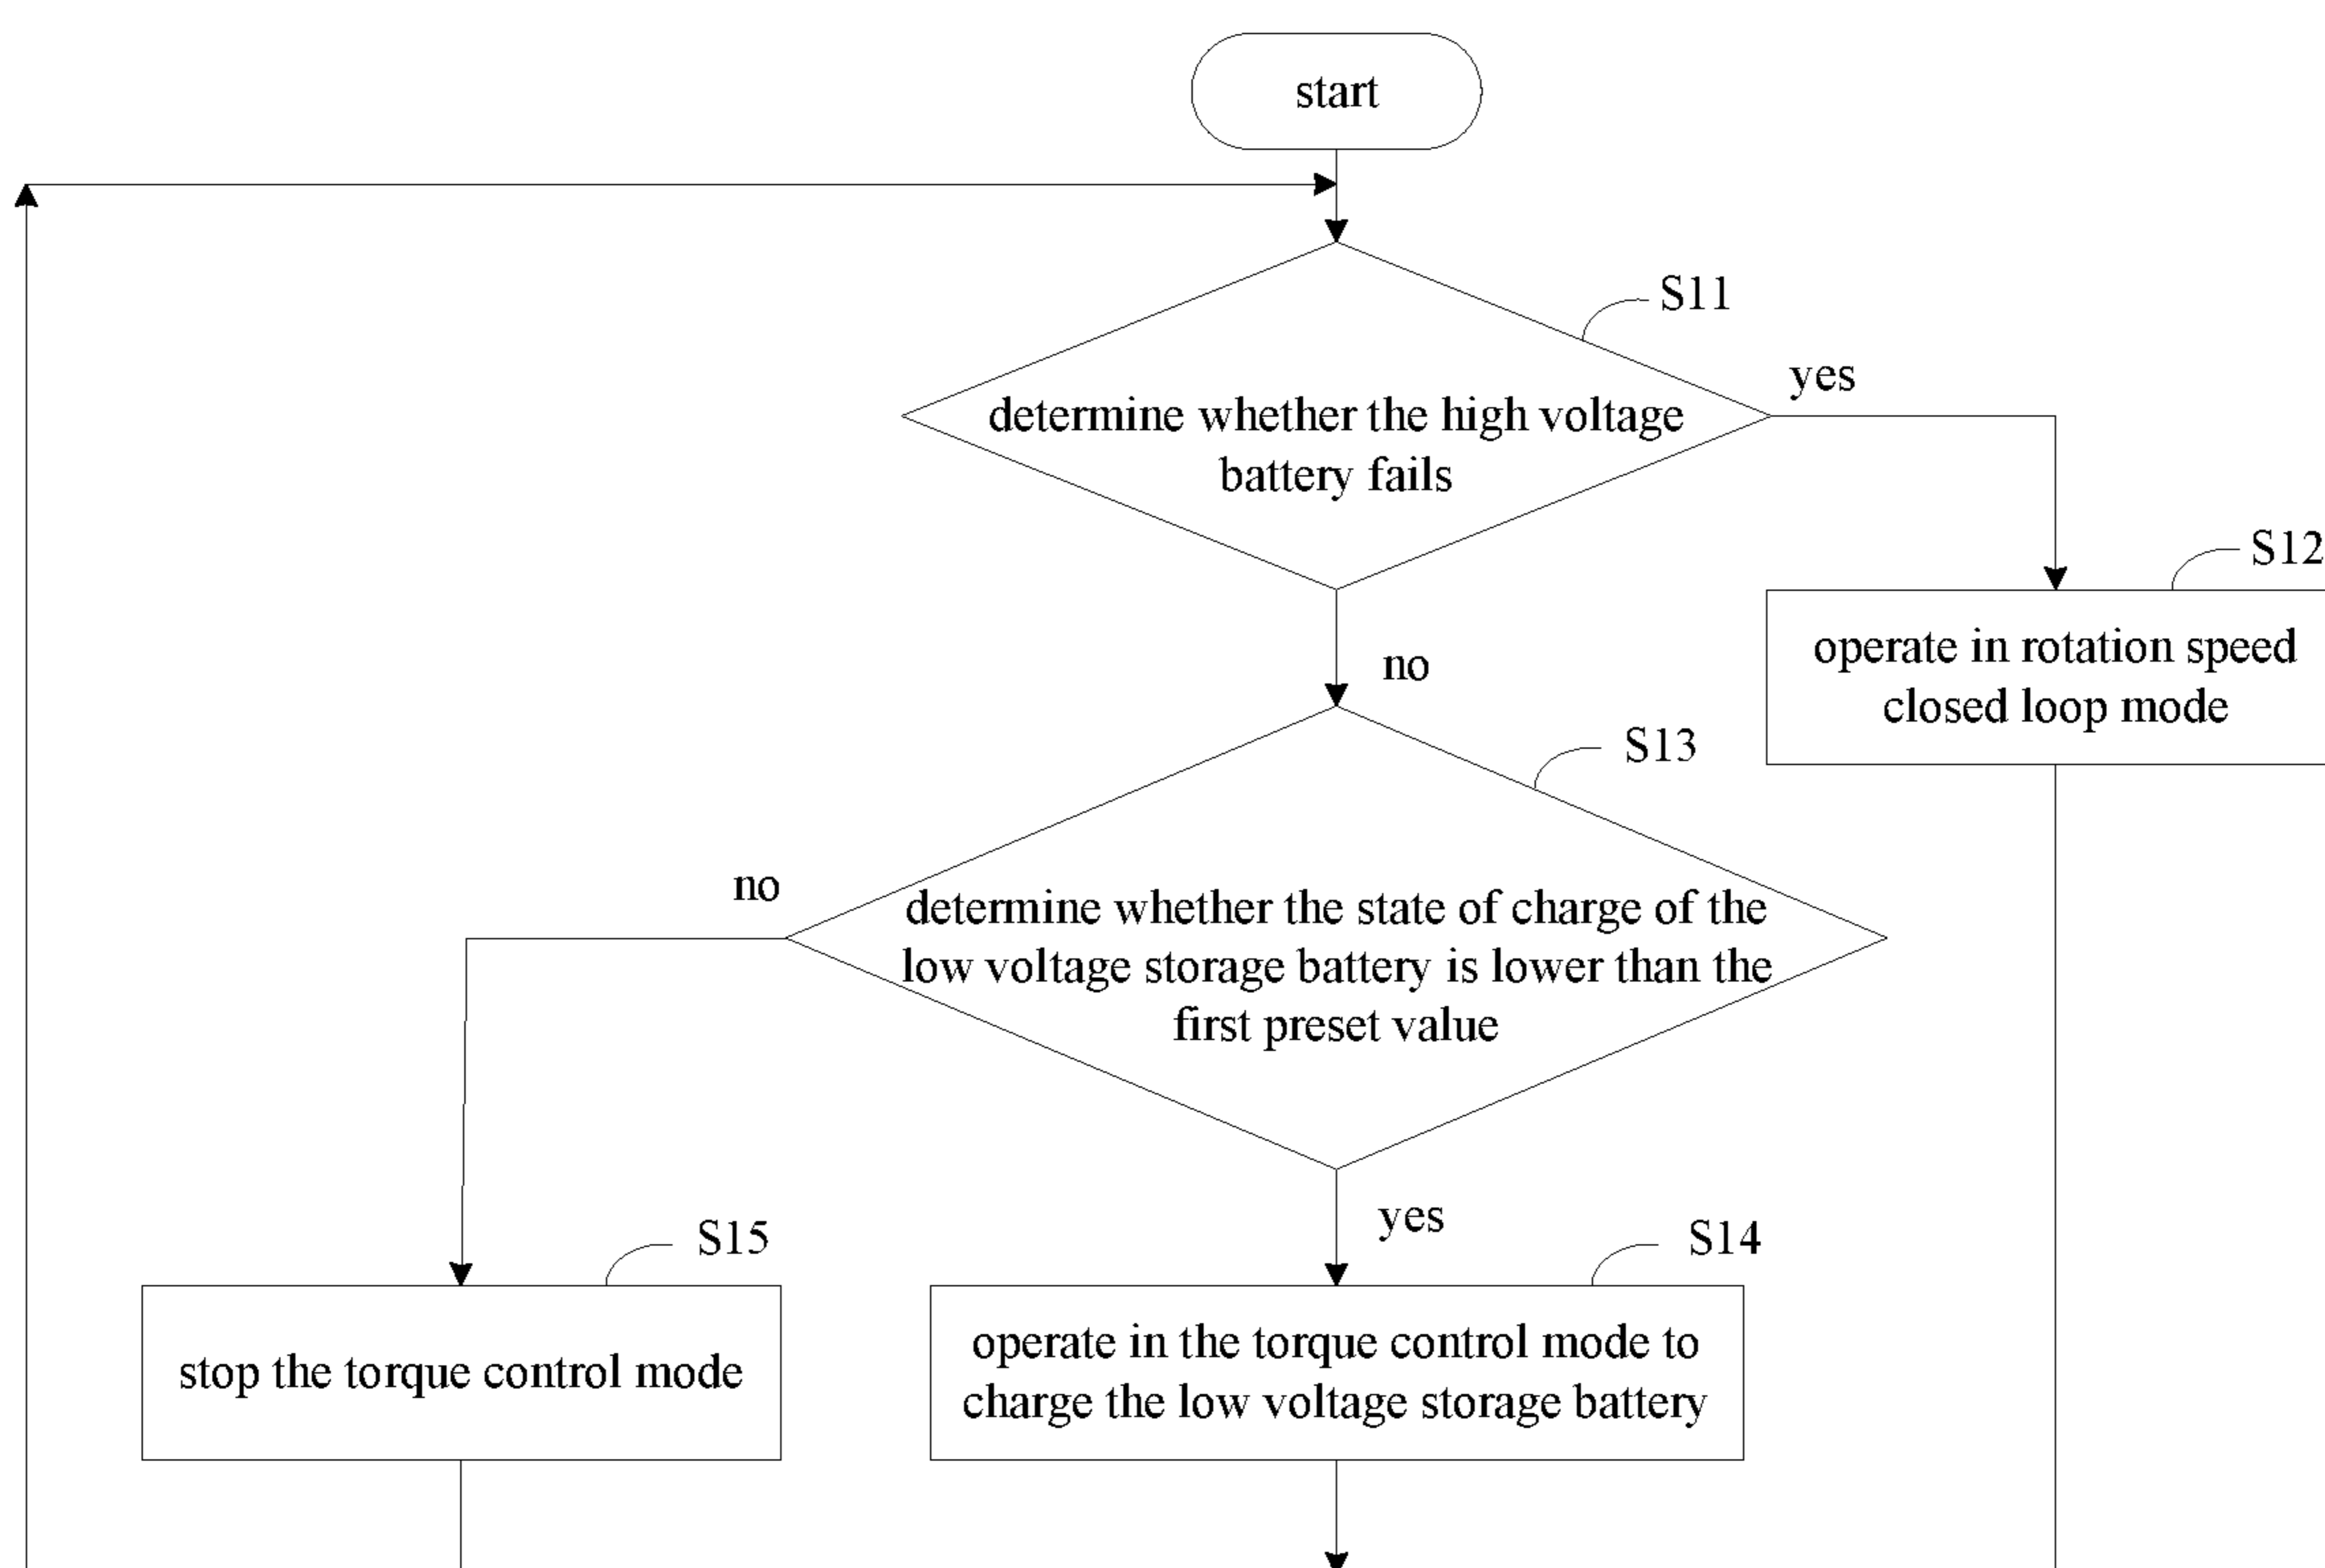 start
S11
yes
determine whether the high voltage
battery fails
S12
operate in rotation speed
closed loop mode
no
S13
no
determine whether the state of charge of the
low voltage storage battery is lower than the
first preset value
yes
S15
S14
stop the torque control mode
operate in the torque control mode to
charge the low voltage storage battery